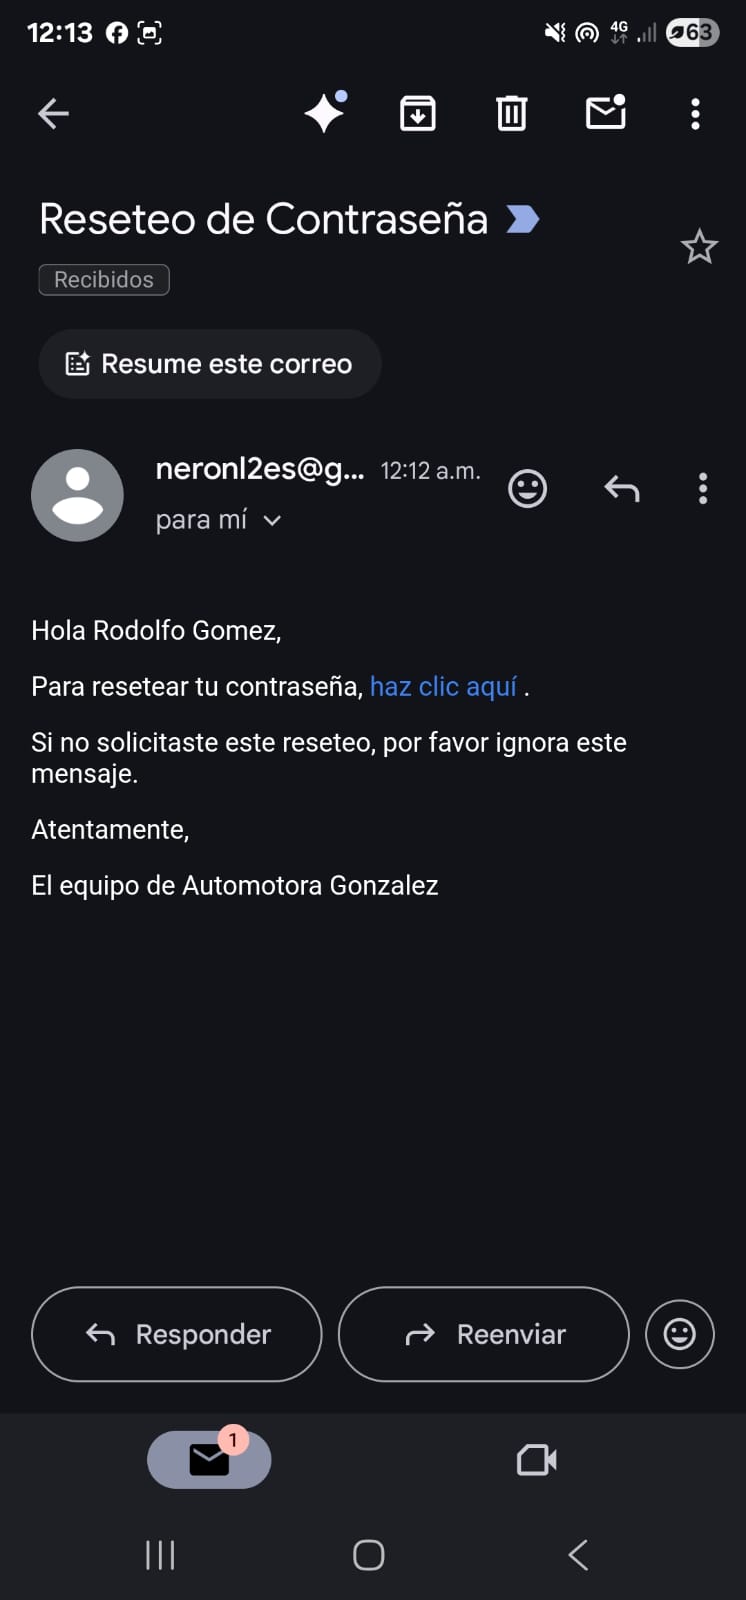 12:13
4G
63
Reseteo de Contraseña
Recibidos
Resume este correo
neronl2es@g... 12:12 a.m.
para mí
Hola Rodolfo Gomez,
Para resetear tu contraseña, haz clic aquí .
Si no solicitaste este reseteo, por favor ignora este
mensaje.
Atentamente,
El equipo de Automotora Gonzalez
Responder
Reenviar
1